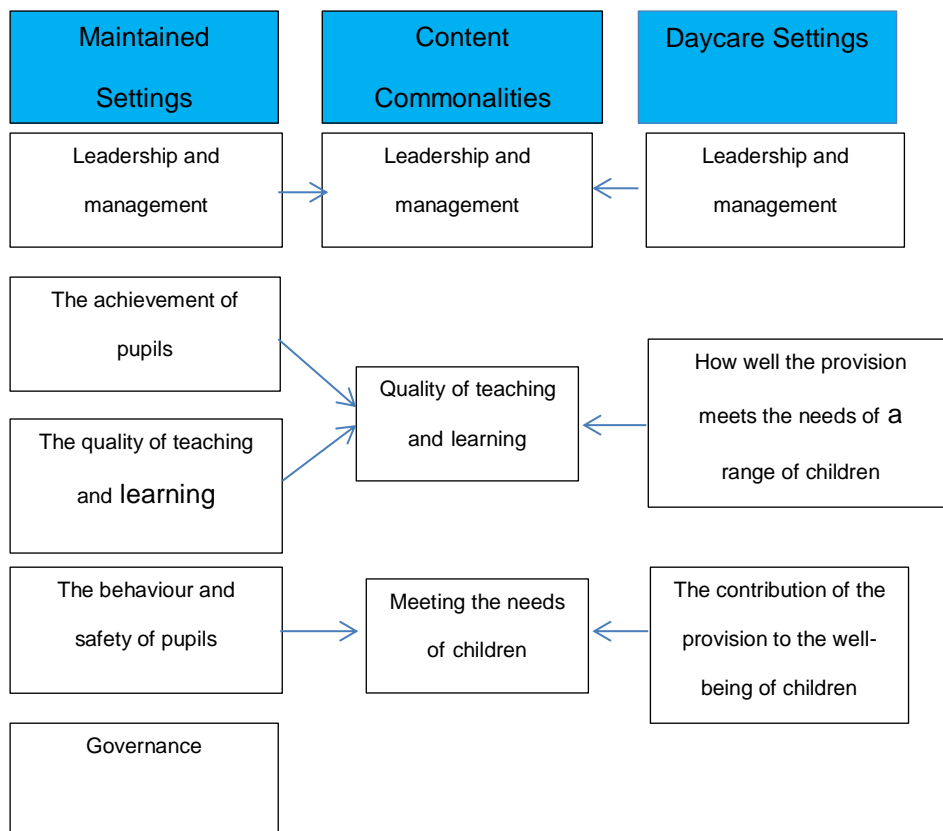 Maintained
Settings
Content
Commonalities
Daycare Settings
Leadership and
management
Leadership and
management
Leadership and
management
The achievement of
pupils
The quality of teaching
and learning
Quality of teaching
and learning
How well the provision
meets the needs of a
range of children
The behaviour and
safety of pupils
Meeting the needs
of children
The contribution of the
provision to the well-
being of children
Governance